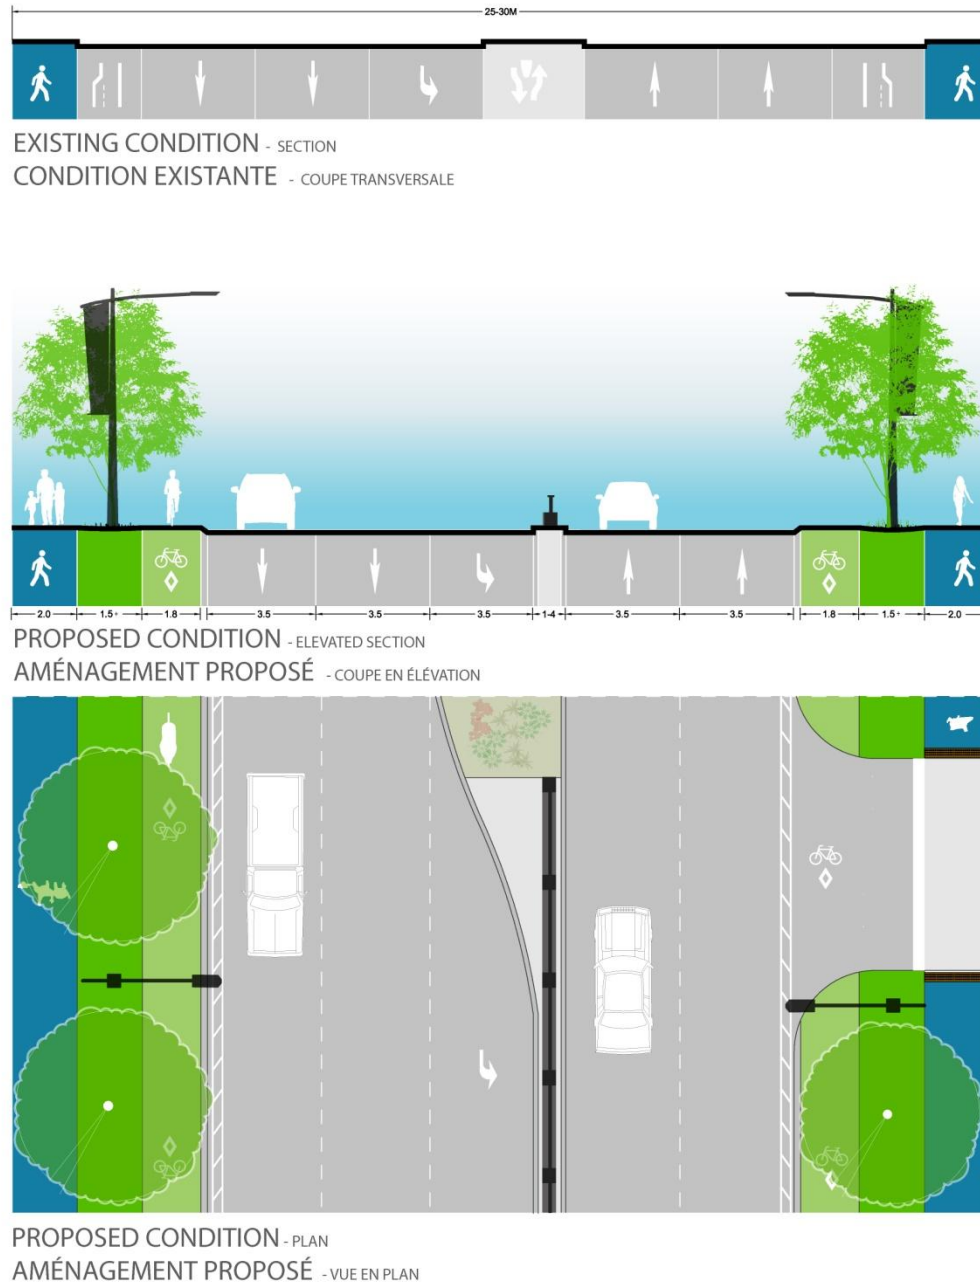 25-30M
EXISTING CONDITION - SECTION
CONDITION EXISTANTE - COUPE TRANSVERSALE
2.0 1.5+ 1.8 3.5 3.5 3.5 1-4 3.5 3.5 1.8 1.5+ 2.0
PROPOSED CONDITION - ELEVATED SECTION
AMÉNAGEMENT PROPOSÉ - COUPE EN ÉLÉVATION
PROPOSED CONDITION - PLAN
AMÉNAGEMENT PROPOSÉ - VUE EN PLAN